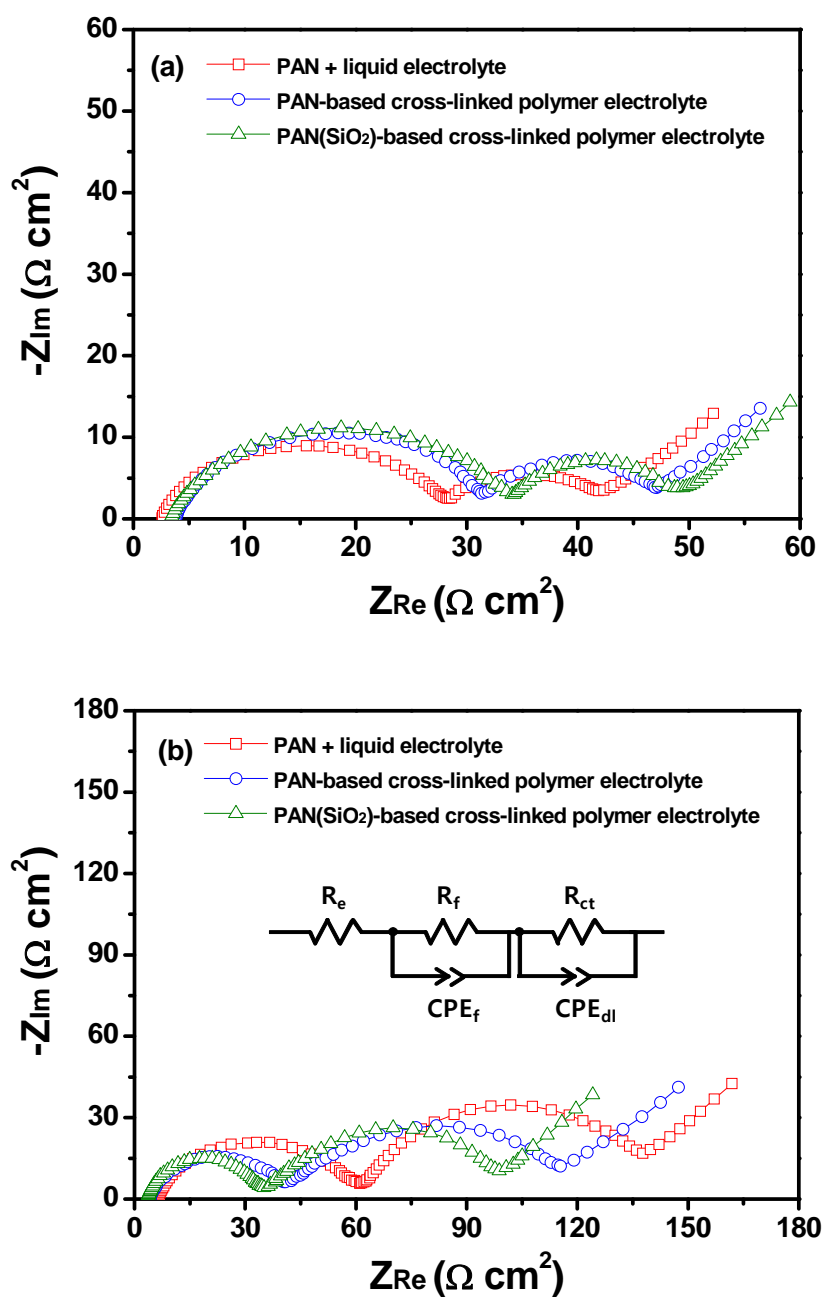 60
(a)
PAN + liquid electrolyte
PAN-based cross-linked polymer electrolyte
PAN(SiO2)-based cross-linked polymer electrolyte
50
40
30
20
10
0
-ZIm (Ω cm²)
0 10 20 30 40 50 60
ZRe (Ω cm²)
180
(b)
PAN + liquid electrolyte
PAN-based cross-linked polymer electrolyte
PAN(SiO2)-based cross-linked polymer electrolyte
150
120
90
60
30
0
-ZIm (Ω cm²)
Re Rf Rct
CPEf CPEdl
0 30 60 90 120 150 180
ZRe (Ω cm²)